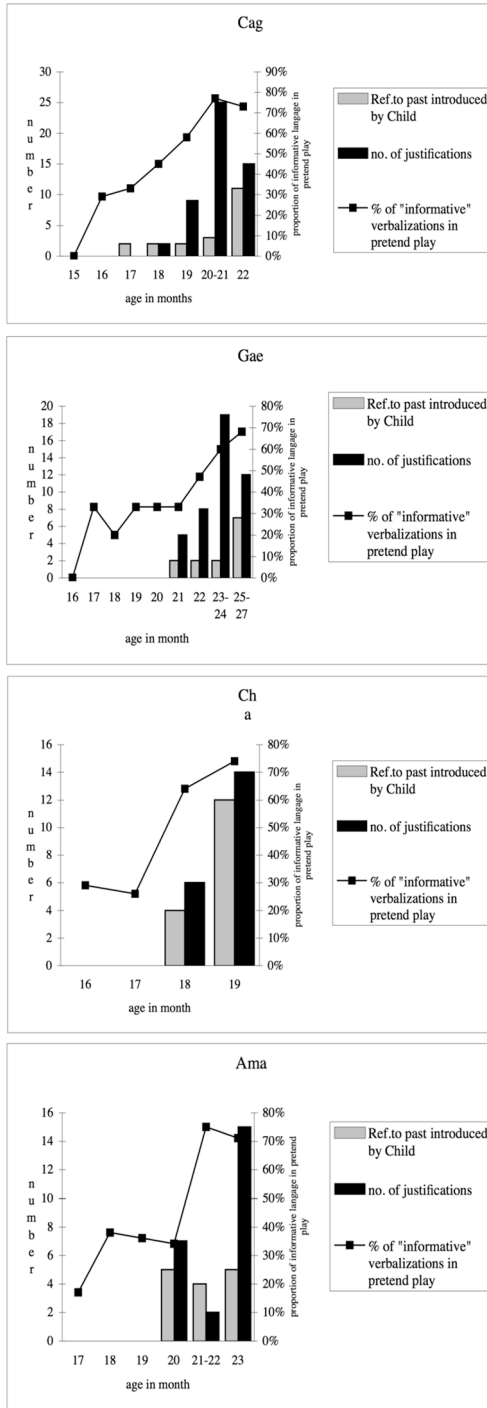 Cag
30
25
20
15
10
5
0
number
90%
80%
70%
60%
50%
40%
30%
20%
10%
0%
proportion of informative langage in
pretend play
15 16 17 18 19 20-21 22
age in months
Ref.to past introduced
by Child
no. of justifications
% of "informative"
verbalizations in
pretend play
Gae
20
18
16
14
12
10
8
6
4
2
0
number
80%
70%
60%
50%
40%
30%
20%
10%
0%
proportion of informative langage in
pretend play
16 17 18 19 20 21 22 23- 25-
24 27
age in month
Ref.to past introduced
by Child
no. of justifications
% of "informative"
verbalizations in
pretend play
Ch
a
16
14
12
10
8
6
4
2
0
number
80%
70%
60%
50%
40%
30%
20%
10%
0%
proportion of informative langage in
pretend play
16 17 18 19
age in month
Ref.to past introduced
by Child
no. of justifications
% of "informative"
verbalizations in
pretend play
Ama
16
14
12
10
8
6
4
2
0
number
80%
70%
60%
50%
40%
30%
20%
10%
0%
proportion of informative langage in pretend
play
17 18 19 20 21-22 23
age in month
Ref.to past introduced
by Child
no. of justifications
% of "informative"
verbalizations in
pretend play